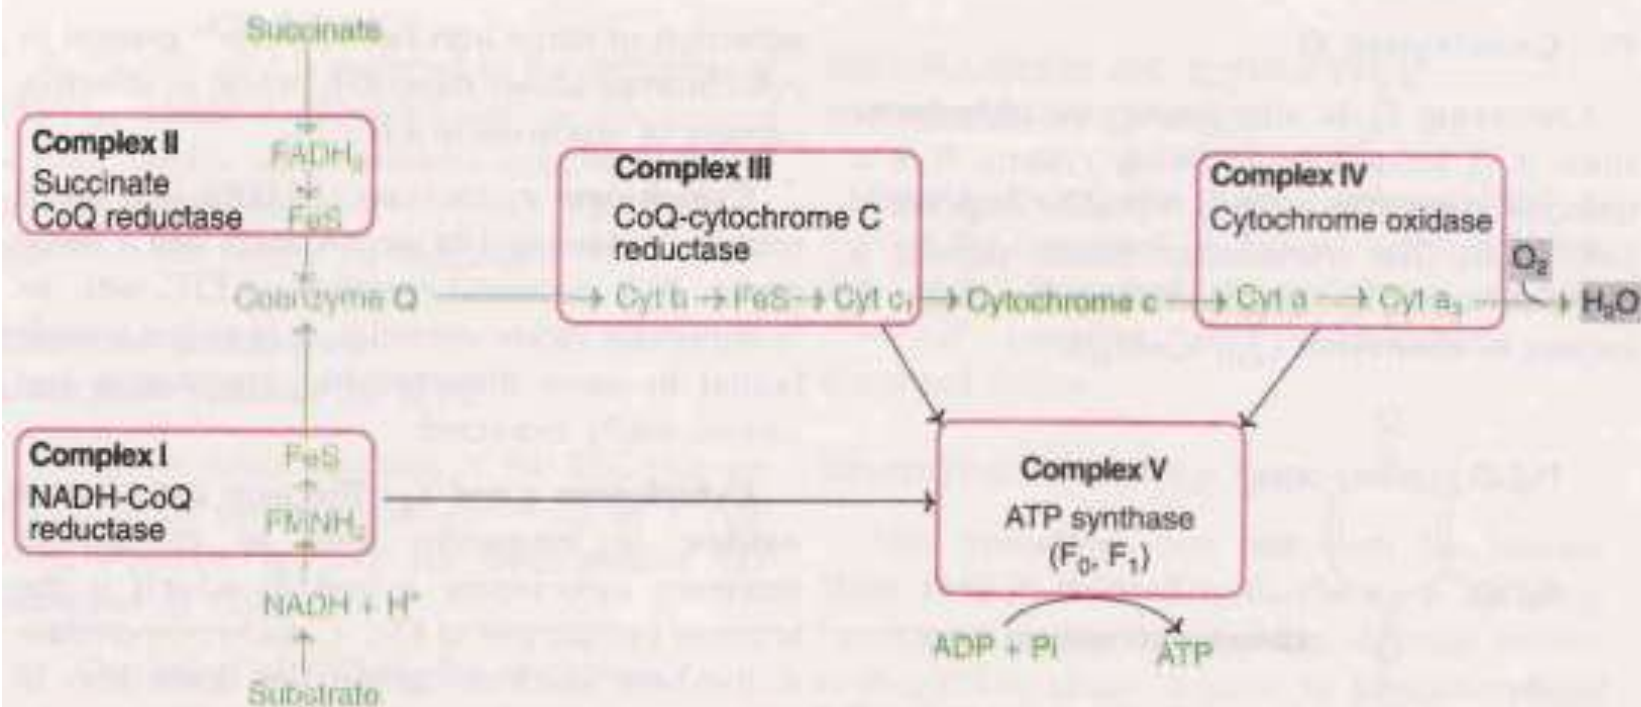 Succinate
Complex II
FADH₂
Succinate
CoQ reductase
FeS
Complex III
CoQ-cytochrome C
reductase
Complex IV
Cytochrome oxidase
O₂
Coenzyme Q
Cyt b
FeS
Cyt c₁
Cytochrome c
Cyt a
Cyt a₃
H₂O
Complex I
FeS
NADH-CoQ
reductase
FMNH₂
Complex V
ATP synthase
(F₀, F₁)
NADH + H⁺
ADP + Pi
ATP
Substrate